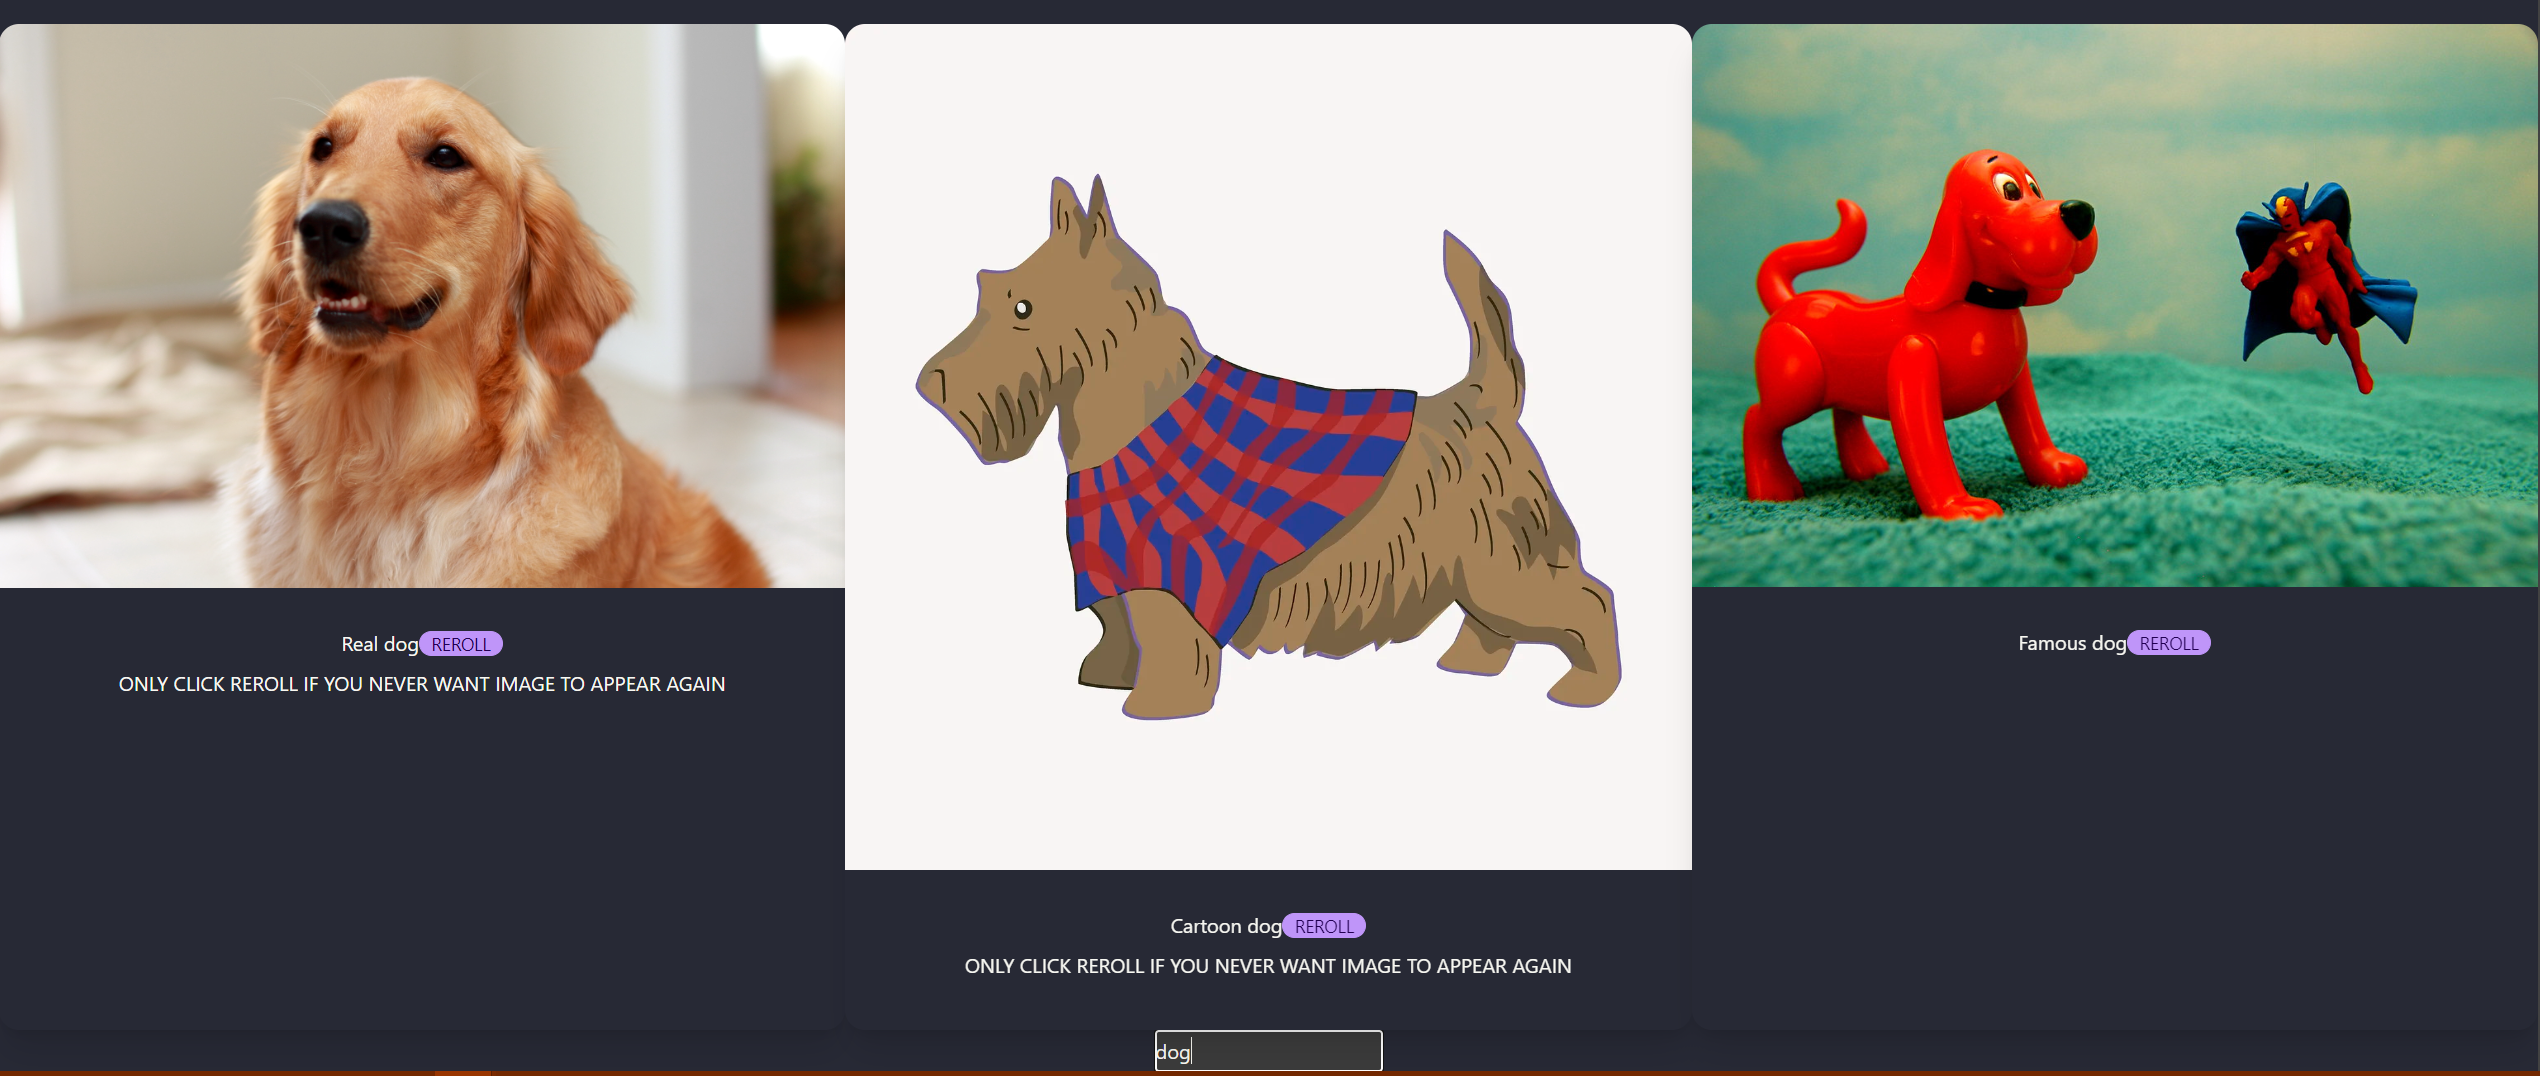 Real dog REROLL
ONLY CLICK REROLL IF YOU NEVER WANT IMAGE TO APPEAR AGAIN
Cartoon dog REROLL
ONLY CLICK REROLL IF YOU NEVER WANT IMAGE TO APPEAR AGAIN
Famous dog REROLL
dog